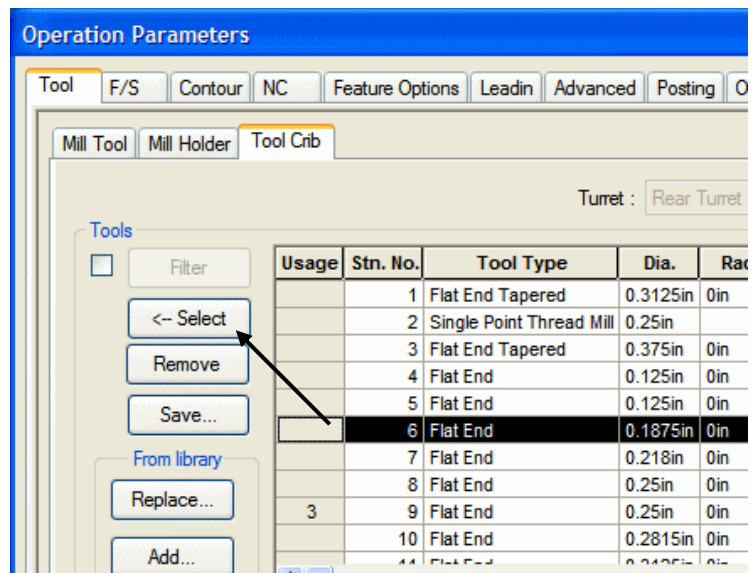 Operation Parameters
Tool F/S Contour NC Feature Options Leadin Advanced Posting O
Mill Tool Mill Holder Tool Crib
Turret : Rear Turret
Tools
Filter
<-- Select
Remove
Save...
From library
Replace...
Add...
Usage Stn. No. Tool Type Dia. Rad
1 Flat End Tapered 0.3125in 0in
2 Single Point Thread Mill 0.25in
3 Flat End Tapered 0.375in 0in
4 Flat End 0.125in 0in
5 Flat End 0.125in 0in
6 Flat End 0.1875in 0in
7 Flat End 0.218in 0in
8 Flat End 0.25in 0in
3 9 Flat End 0.25in 0in
10 Flat End 0.2815in 0in